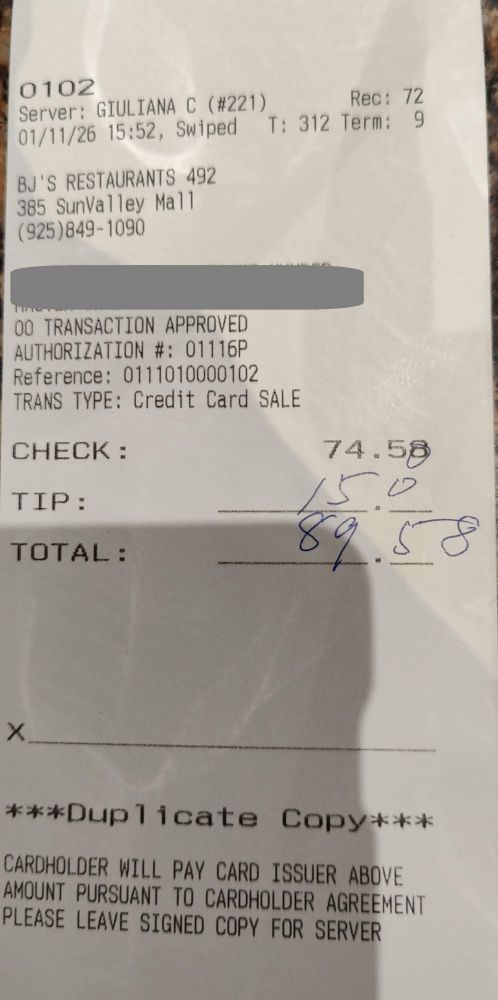 0102
Server: GIULIANA C (#221) Rec: 72
01/11/26 15:52, Swiped T: 312 Term: 9
BJ'S RESTAURANTS 492
385 SunValley Mall
(925)849-1090
00 TRANSACTION APPROVED
AUTHORIZATION #: 01116P
Reference: 0111010000102
TRANS TYPE: Credit Card SALE
CHECK: 74.58
TIP: 15.00
TOTAL: 89.58
X
***Duplicate Copy***
CARDHOLDER WILL PAY CARD ISSUER ABOVE
AMOUNT PURSUANT TO CARDHOLDER AGREEMENT
PLEASE LEAVE SIGNED COPY FOR SERVER